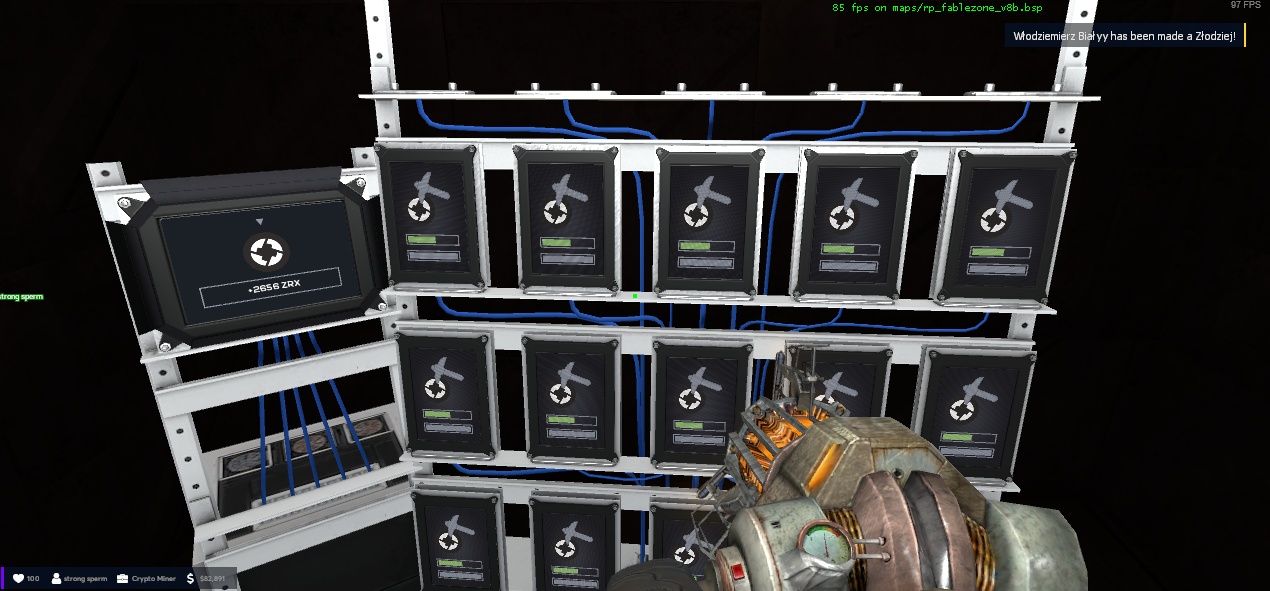 85 fps on maps/rp_fablezone_v8b.bsp
97 FPS
Włodziemierz Białyy has been made a Złodziej!
+2656 ZRX
strong sperm
100
strong sperm
Crypto Miner
$82,891